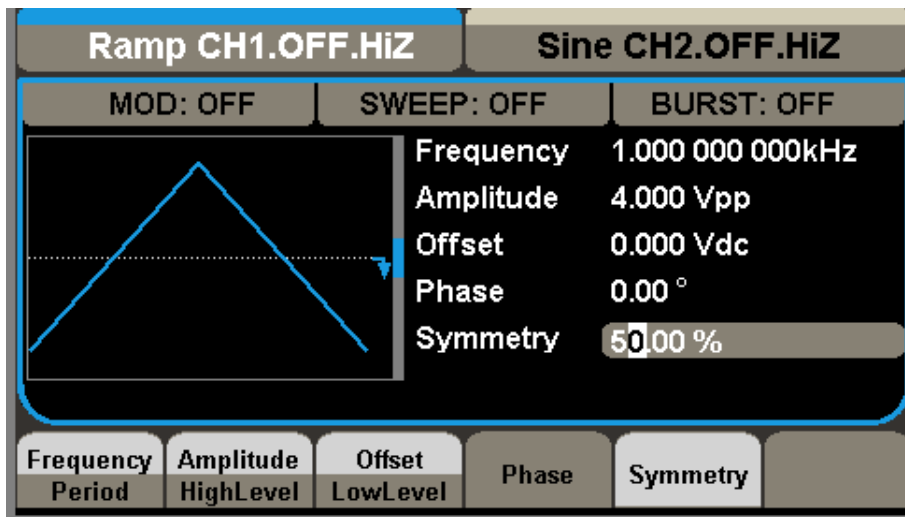 Ramp CH1.OFF.HiZ Sine CH2.OFF.HiZ
MOD: OFF SWEEP: OFF BURST: OFF
Frequency 1.000 000 000kHz
Amplitude 4.000 Vpp
Offset 0.000 Vdc
Phase 0.00 °
Symmetry 50.00 %
Frequency Amplitude Offset Phase Symmetry
Period HighLevel LowLevel